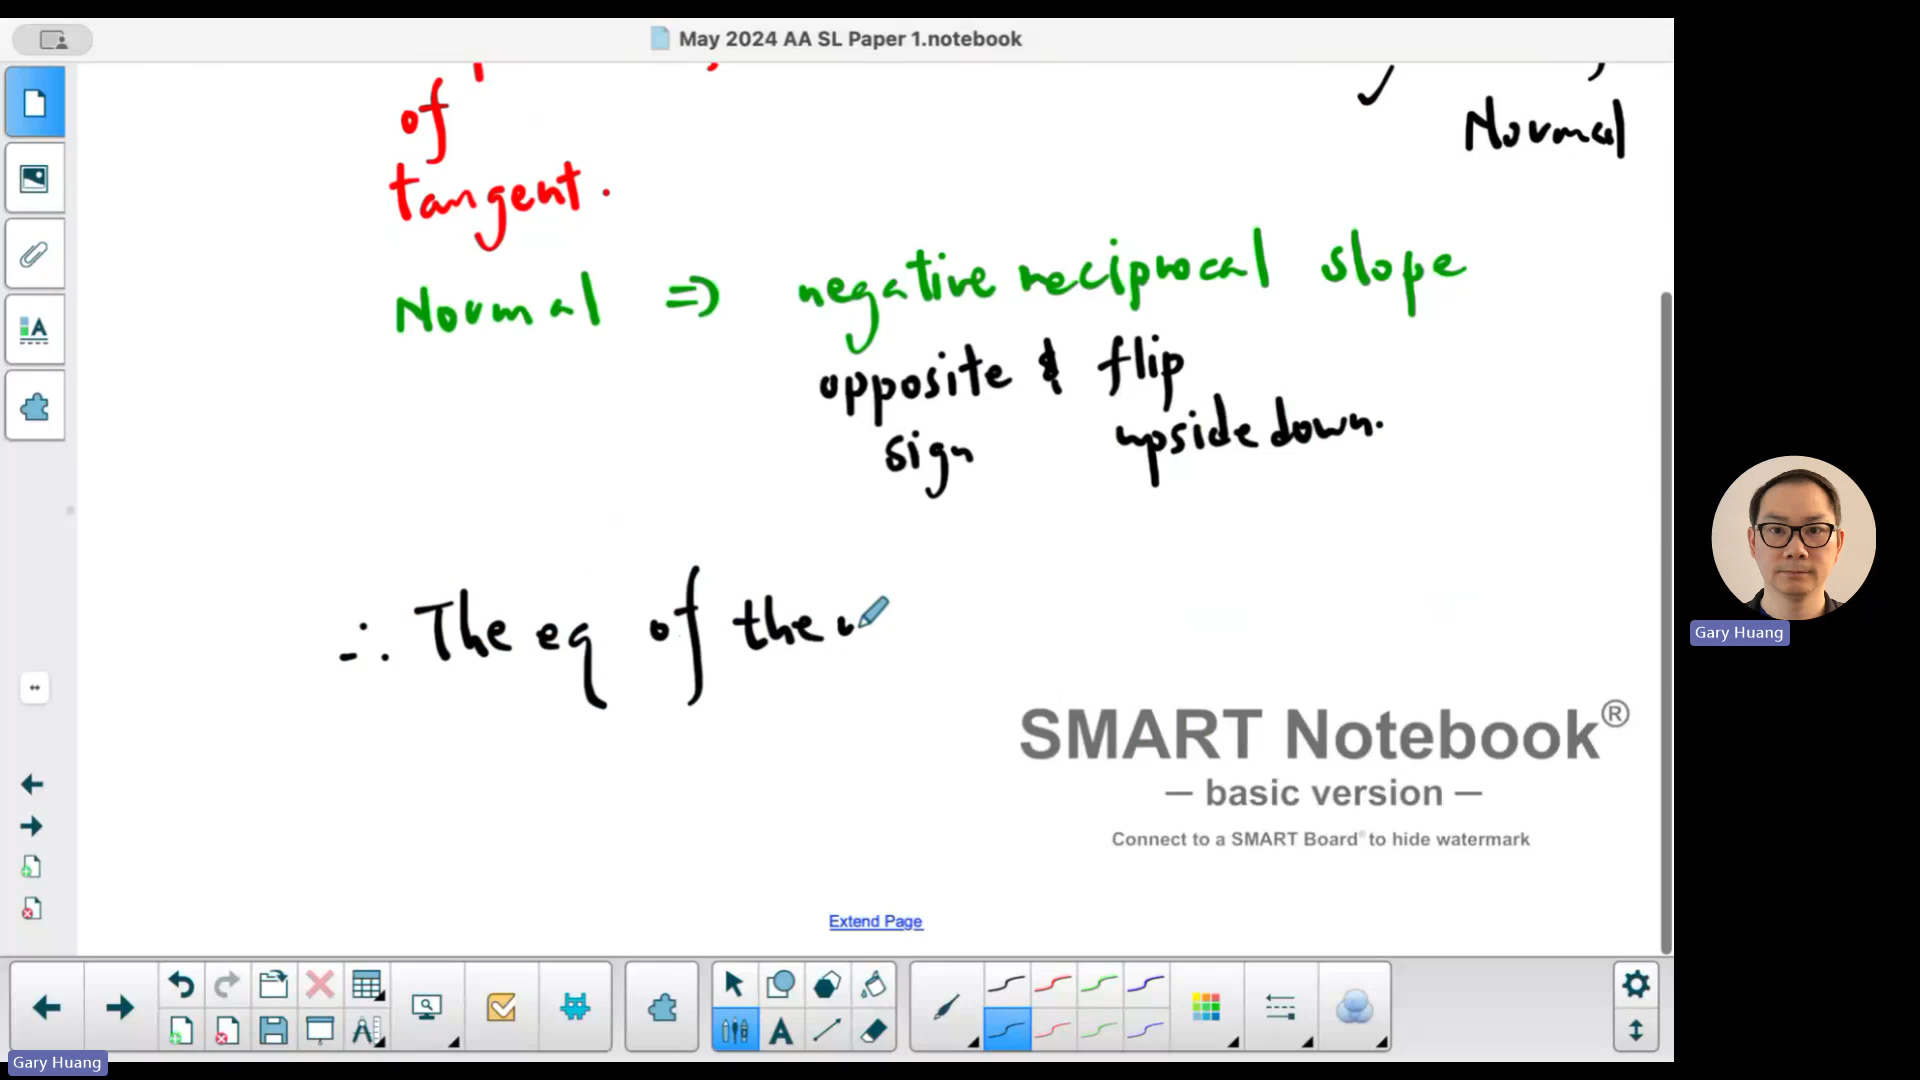 May 2024 AA SL Paper 1.notebook
of
tangent.
Normal
Normal => negative reciprocal slope
opposite & flip
sign upside down.
∴ The eq of the
SMART Notebook®
— basic version —
Connect to a SMART Board® to hide watermark
Extend Page
Gary Huang
Gary Huang